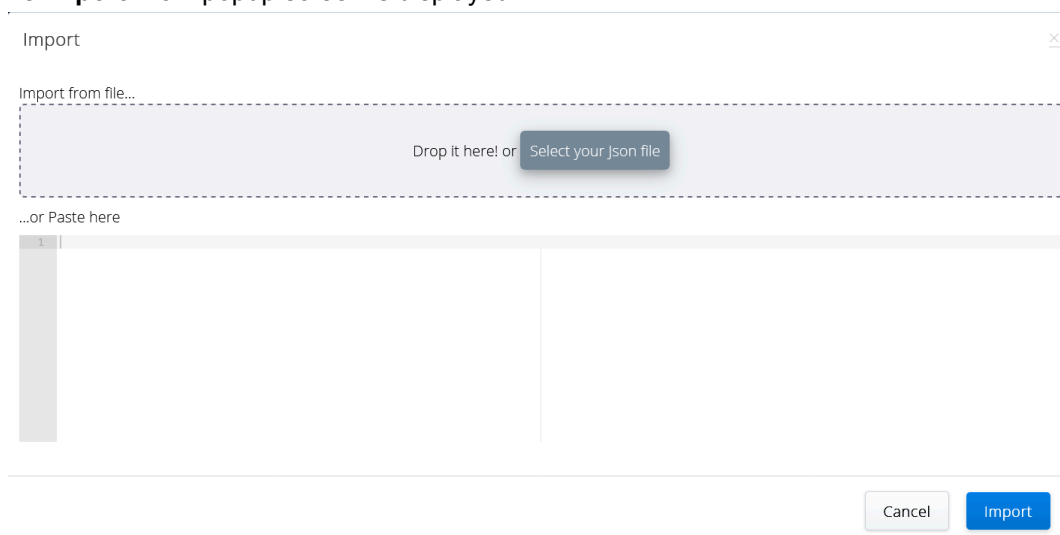 Import
×
Import from file...
Drop it here! or Select your Json file
...or Paste here
1
Cancel Import